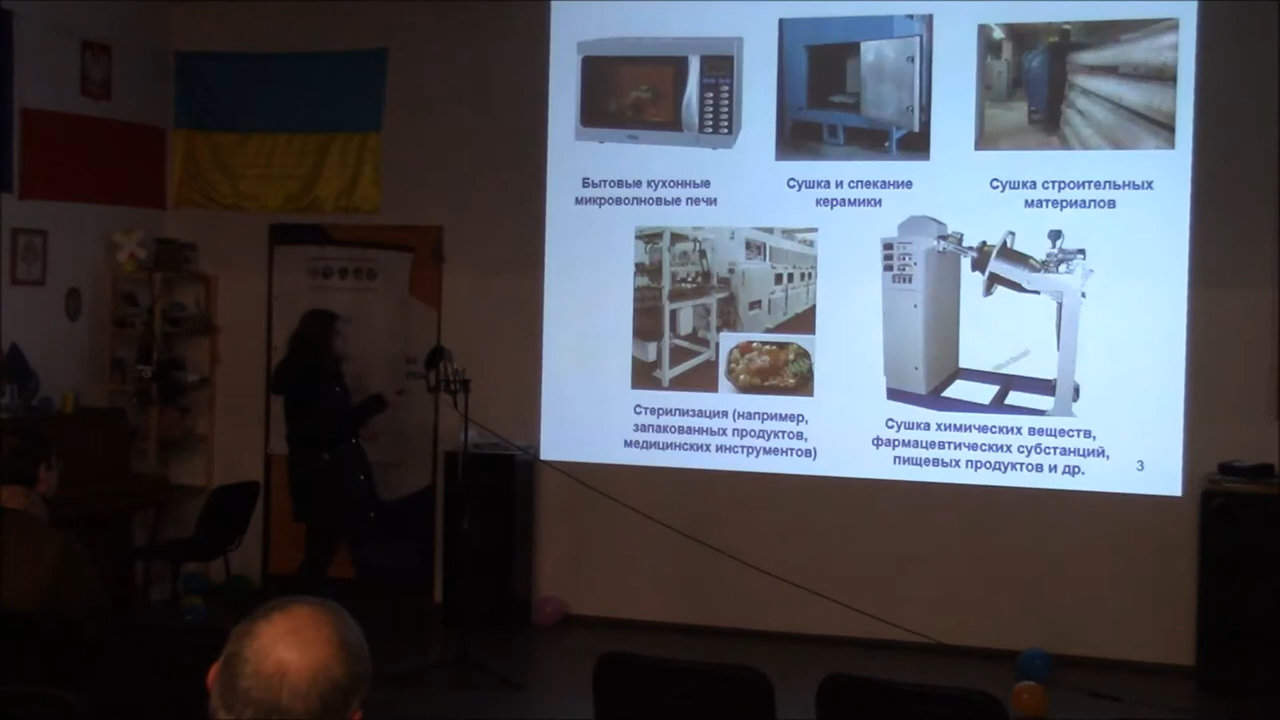 Бытовые кухонные
микроволновые печи
Сушка и спекание
керамики
Сушка строительных
материалов
Стерилизация (например,
запакованных продуктов,
медицинских инструментов)
Сушка химических веществ,
фармацевтических субстанций,
пищевых продуктов и др.
3